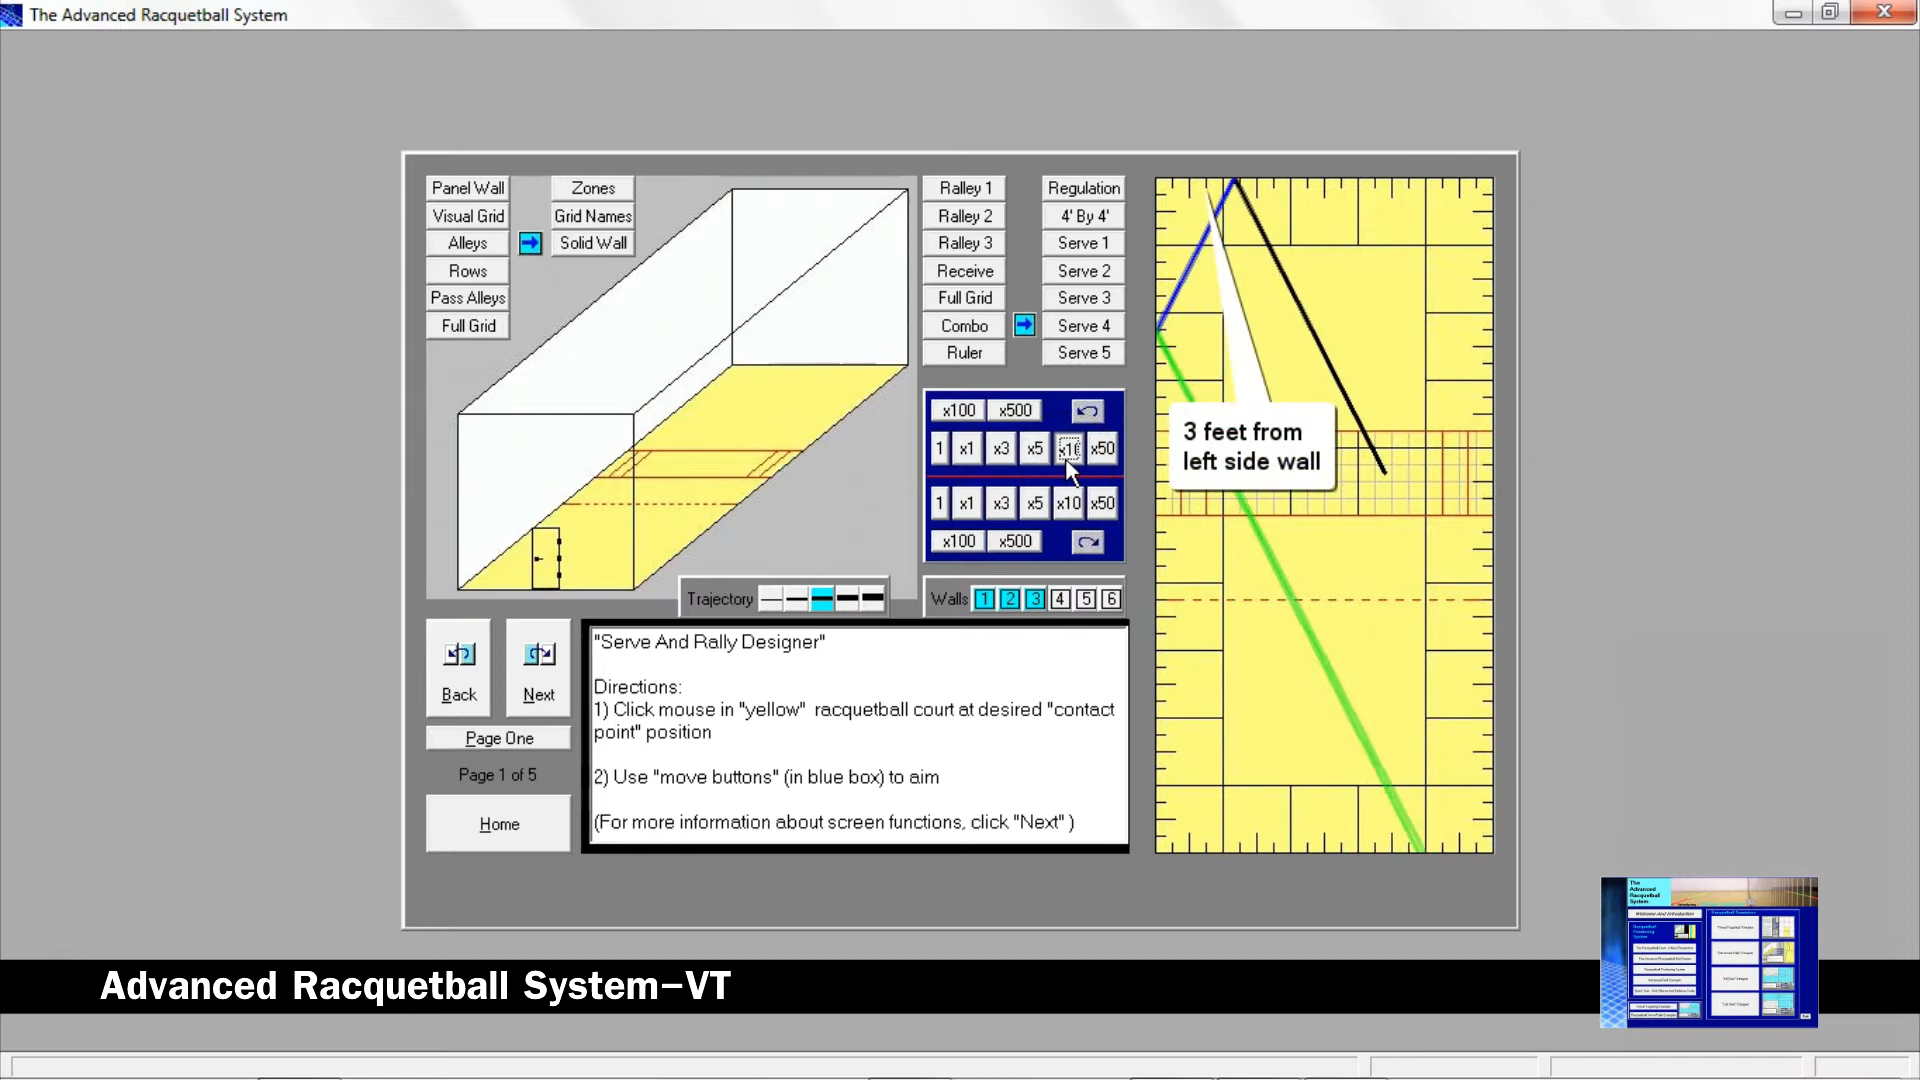 The Advanced Racquetball System
Panel Wall
Zones
Visual Grid
Grid Names
Alleys
Solid Wall
Rows
Pass Alleys
Full Grid
Ralley 1
Regulation
Ralley 2
4' By 4'
Ralley 3
Serve 1
Receive
Serve 2
Full Grid
Serve 3
Combo
Serve 4
Ruler
Serve 5
x100 x500
1 x1 x3 x5 x10 x50
1 x1 x3 x5 x10 x50
x100 x500
3 feet from
left side wall
Trajectory
Walls 1 2 3 4 5 6
Back
Next
Page One
Page 1 of 5
Home
"Serve And Rally Designer"
Directions:
1) Click mouse in "yellow" racquetball court at desired "contact
point" position
2) Use "move buttons" (in blue box) to aim
(For more information about screen functions, click "Next" )
Advanced Racquetball System–VT
The
Advanced
Racquetball
System